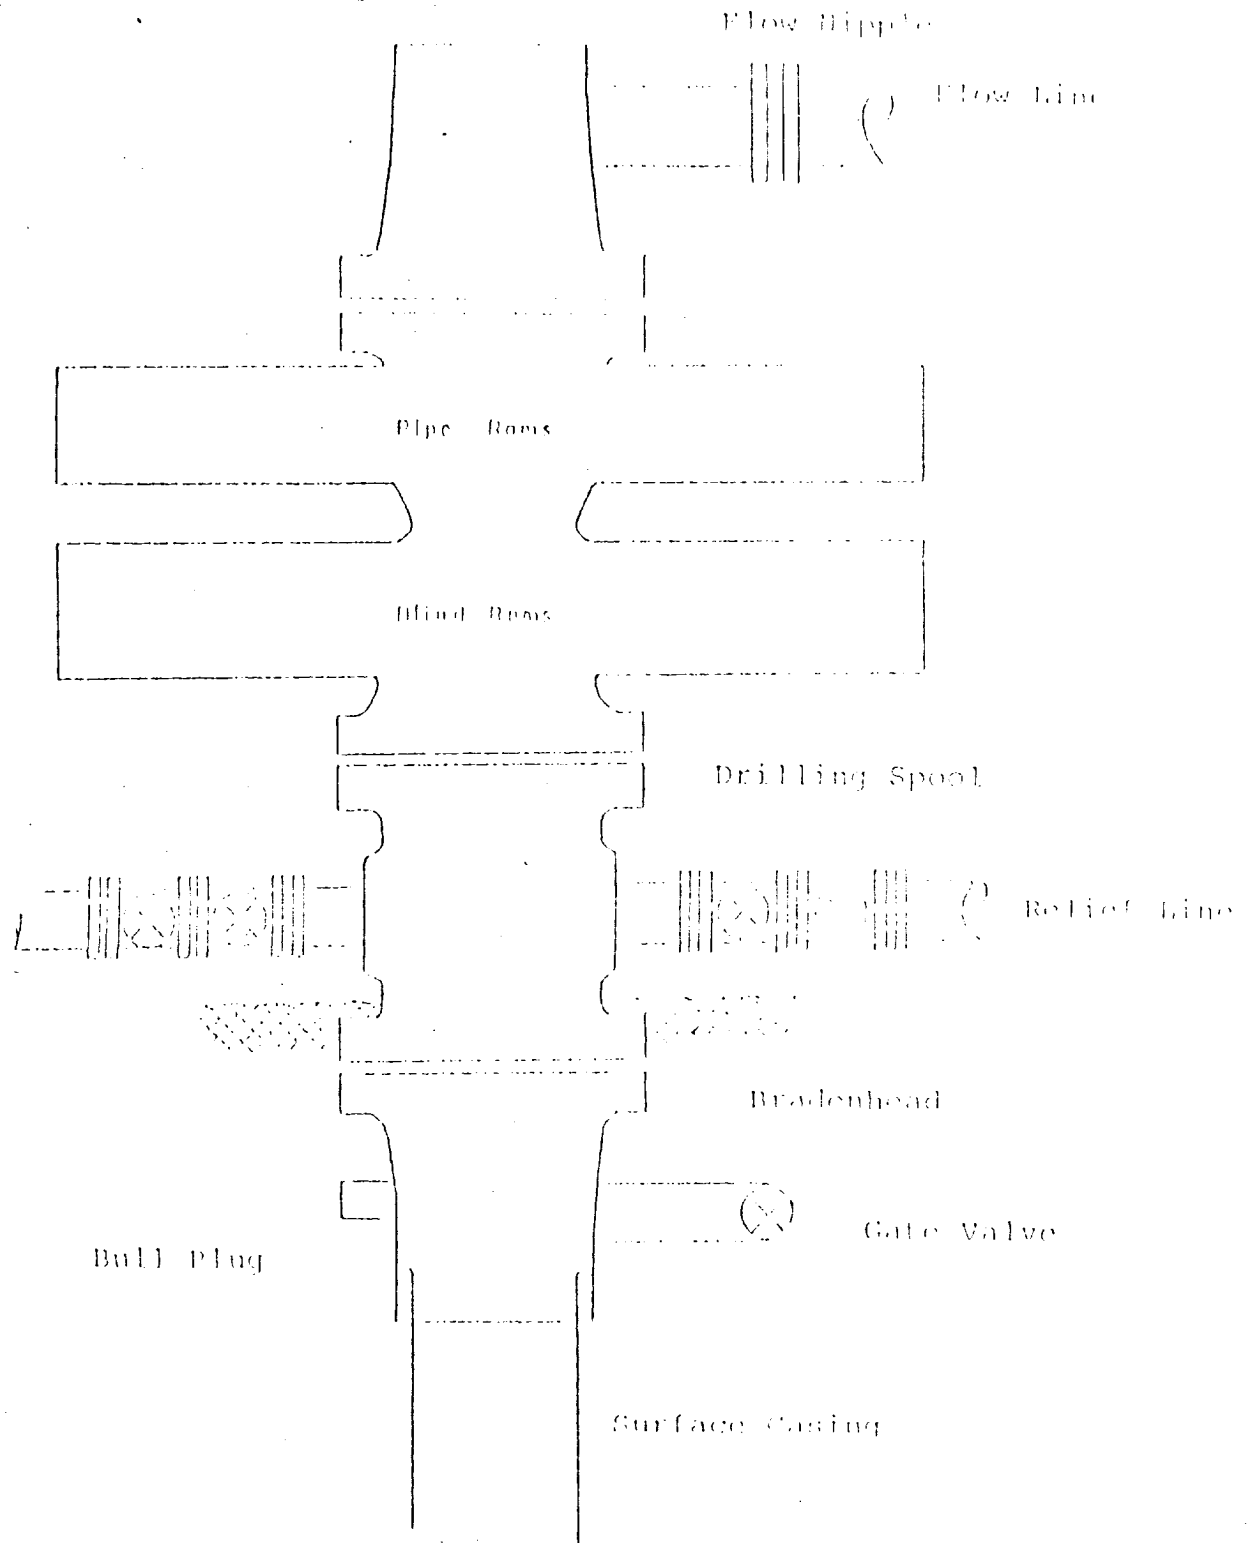 Flow Nipple
Flow Line
Pipe Rams
Blind Rams
Drilling Spool
Relief Line
Bradenhead
Gate Valve
Bull Plug
Surface Casing